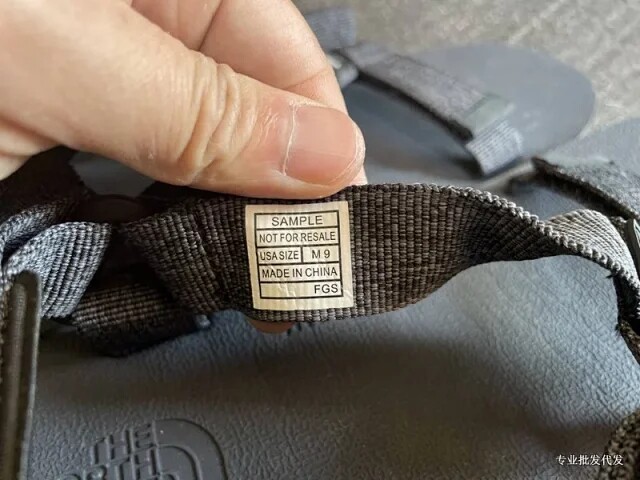 SAMPLE
NOT FOR RESALE
USA SIZE M 9
MADE IN CHINA
FGS
THE
NORTH
专业批发代发